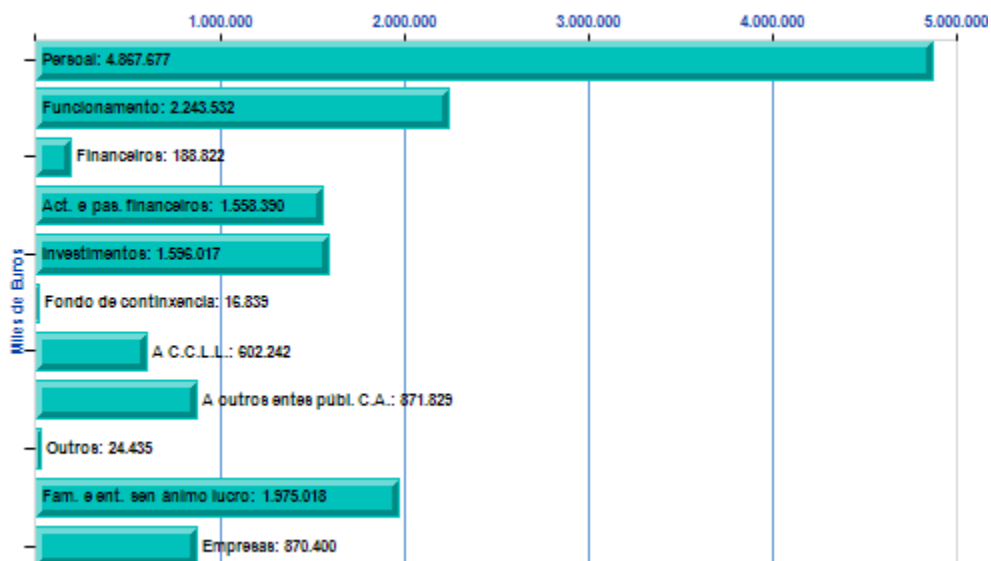 1.000.000 2.000.000 3.000.000 4.000.000 5.000.000
Persoal: 4.867.677
Funcionamento: 2.243.532
Financeiros: 188.822
Act. e pas. financeiros: 1.558.390
Investimentos: 1.596.017
Miles de Euros
Fondo de continxencia: 16.839
A C.C.L.L.: 602.242
A outros entes públ. C.A.: 871.829
Outros: 24.435
Fam. e ent. sen ánimo lucro: 1.975.018
Empresas: 870.400